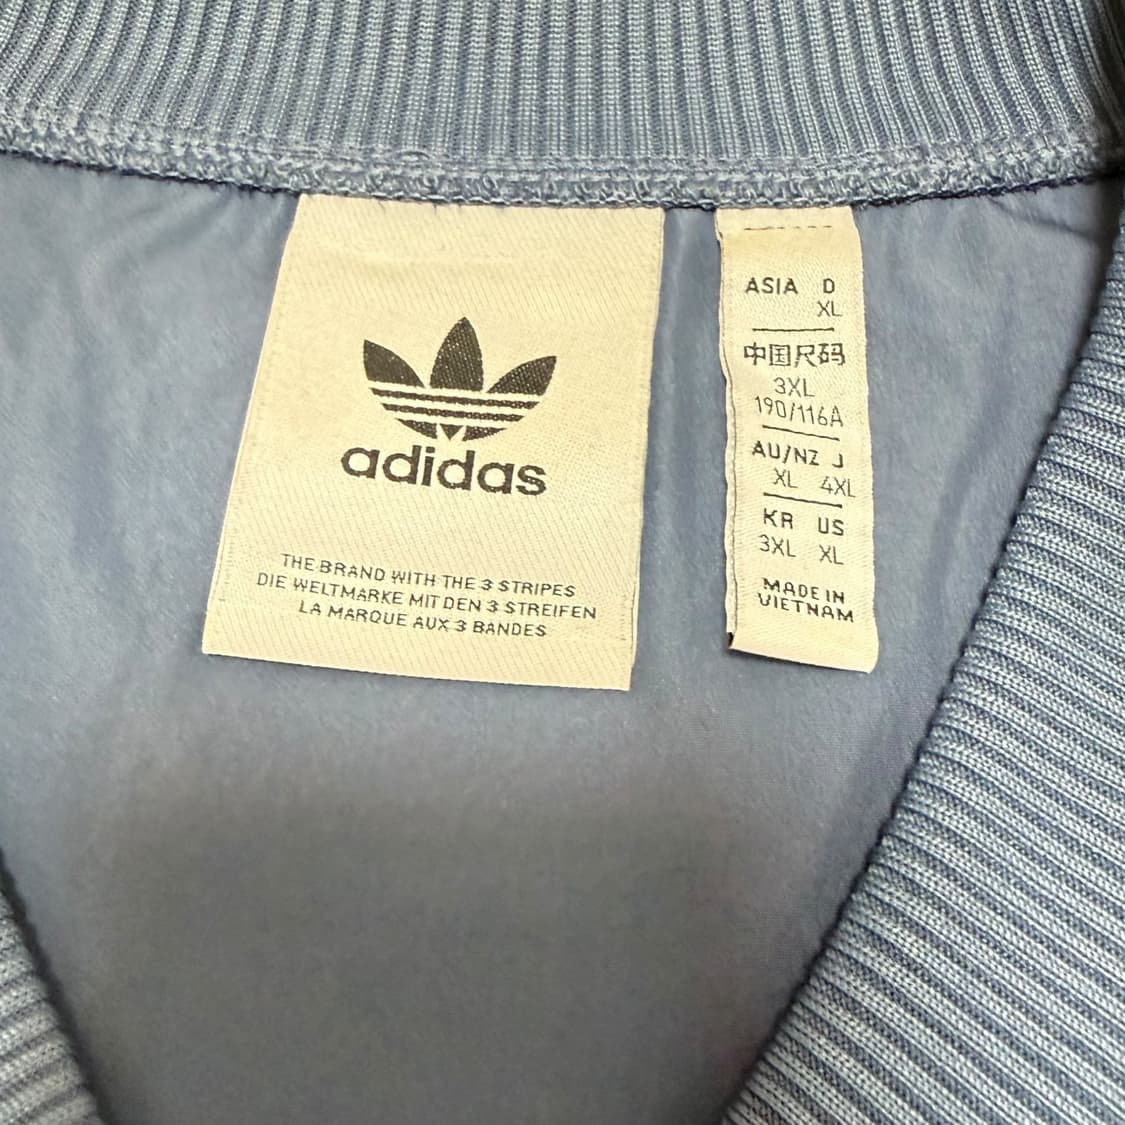 adidas
THE BRAND WITH THE 3 STRIPES
DIE WELTMARKE MIT DEN 3 STREIFEN
LA MARQUE AUX 3 BANDES
ASIA D
XL
中国尺码
3XL
190/116A
AU/NZ J
XL 4XL
KR US
3XL XL
MADE IN
VIETNAM